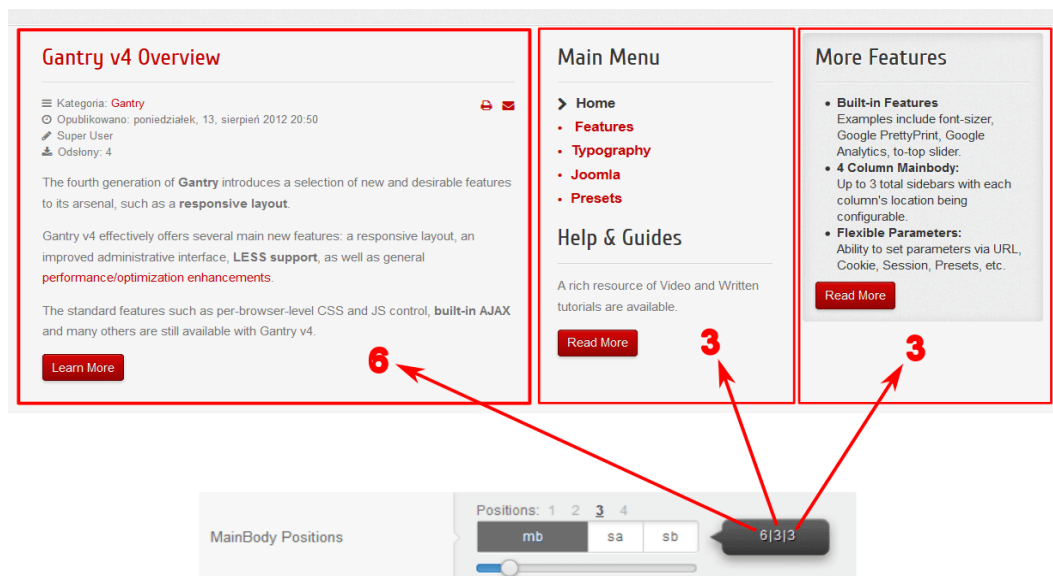 Gantry v4 Overview
Kategoria: Gantry
Opublikowano: poniedziałek, 13, sierpień 2012 20:50
Super User
Odsłony: 4
The fourth generation of Gantry introduces a selection of new and desirable features
to its arsenal, such as a responsive layout.
Gantry v4 effectively offers several main new features: a responsive layout, an
improved administrative interface, LESS support, as well as general
performance/optimization enhancements.
The standard features such as per-browser-level CSS and JS control, built-in AJAX
and many others are still available with Gantry v4.
Learn More
6
Main Menu
Home
Features
Typography
Joomla
Presets
Help & Guides
A rich resource of Video and Written
tutorials are available.
Read More
3
More Features
Built-in Features
Examples include font-sizer,
Google PrettyPrint, Google
Analytics, to-top slider.
4 Column Mainbody:
Up to 3 total sidebars with each
column's location being
configurable.
Flexible Parameters:
Ability to set parameters via URL,
Cookie, Session, Presets, etc.
Read More
3
MainBody Positions
Positions: 1 2 3 4
mb sa sb
6|3|3